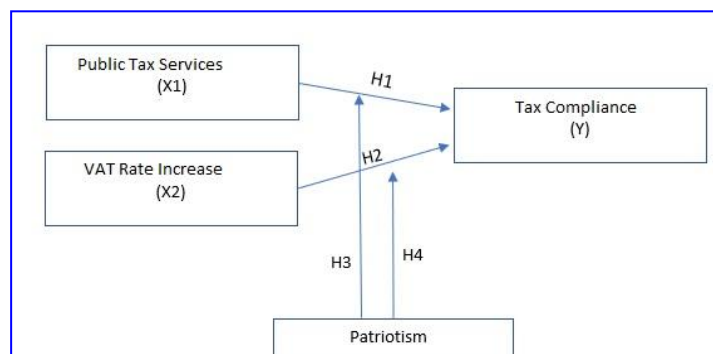 Public Tax Services
(X1)
H1
Tax Compliance
(Y)
VAT Rate Increase
(X2)
H2
H3
H4
Patriotism